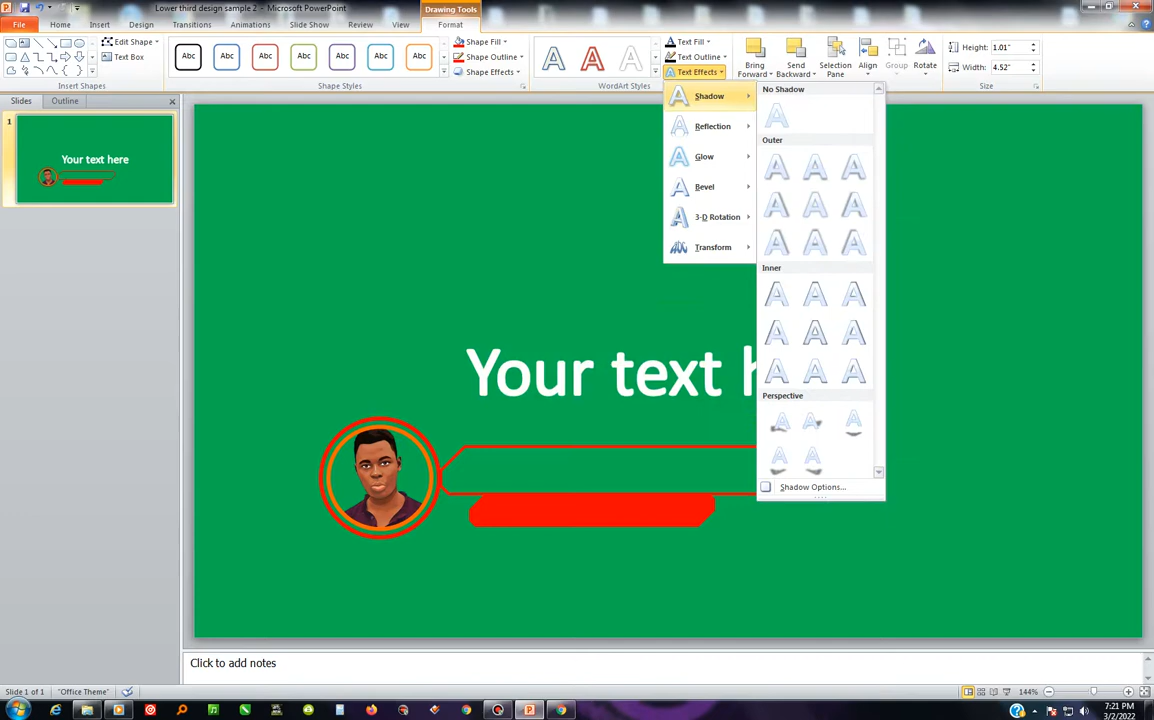 Lower third design sample 2 - Microsoft PowerPoint
Drawing Tools
File Home Insert Design Transitions Animations Slide Show Review View Format
Edit Shape
Text Box
Insert Shapes
Abc Abc Abc Abc Abc Abc Abc
Shape Fill
Shape Outline
Shape Effects
Shape Styles
WordArt Styles
Text Fill
Text Outline
Text Effects
Bring Forward
Send Backward
Selection Pane
Align
Group
Rotate
Height: 1.01"
Width: 4.52"
Size
Slides Outline
1
Your text here
Shadow
Reflection
Glow
Bevel
3-D Rotation
Transform
No Shadow
Outer
Inner
Perspective
Shadow Options...
Your text h
Click to add notes
Slide 1 of 1
"Office Theme"
144%
7:21 PM
3/2/2022